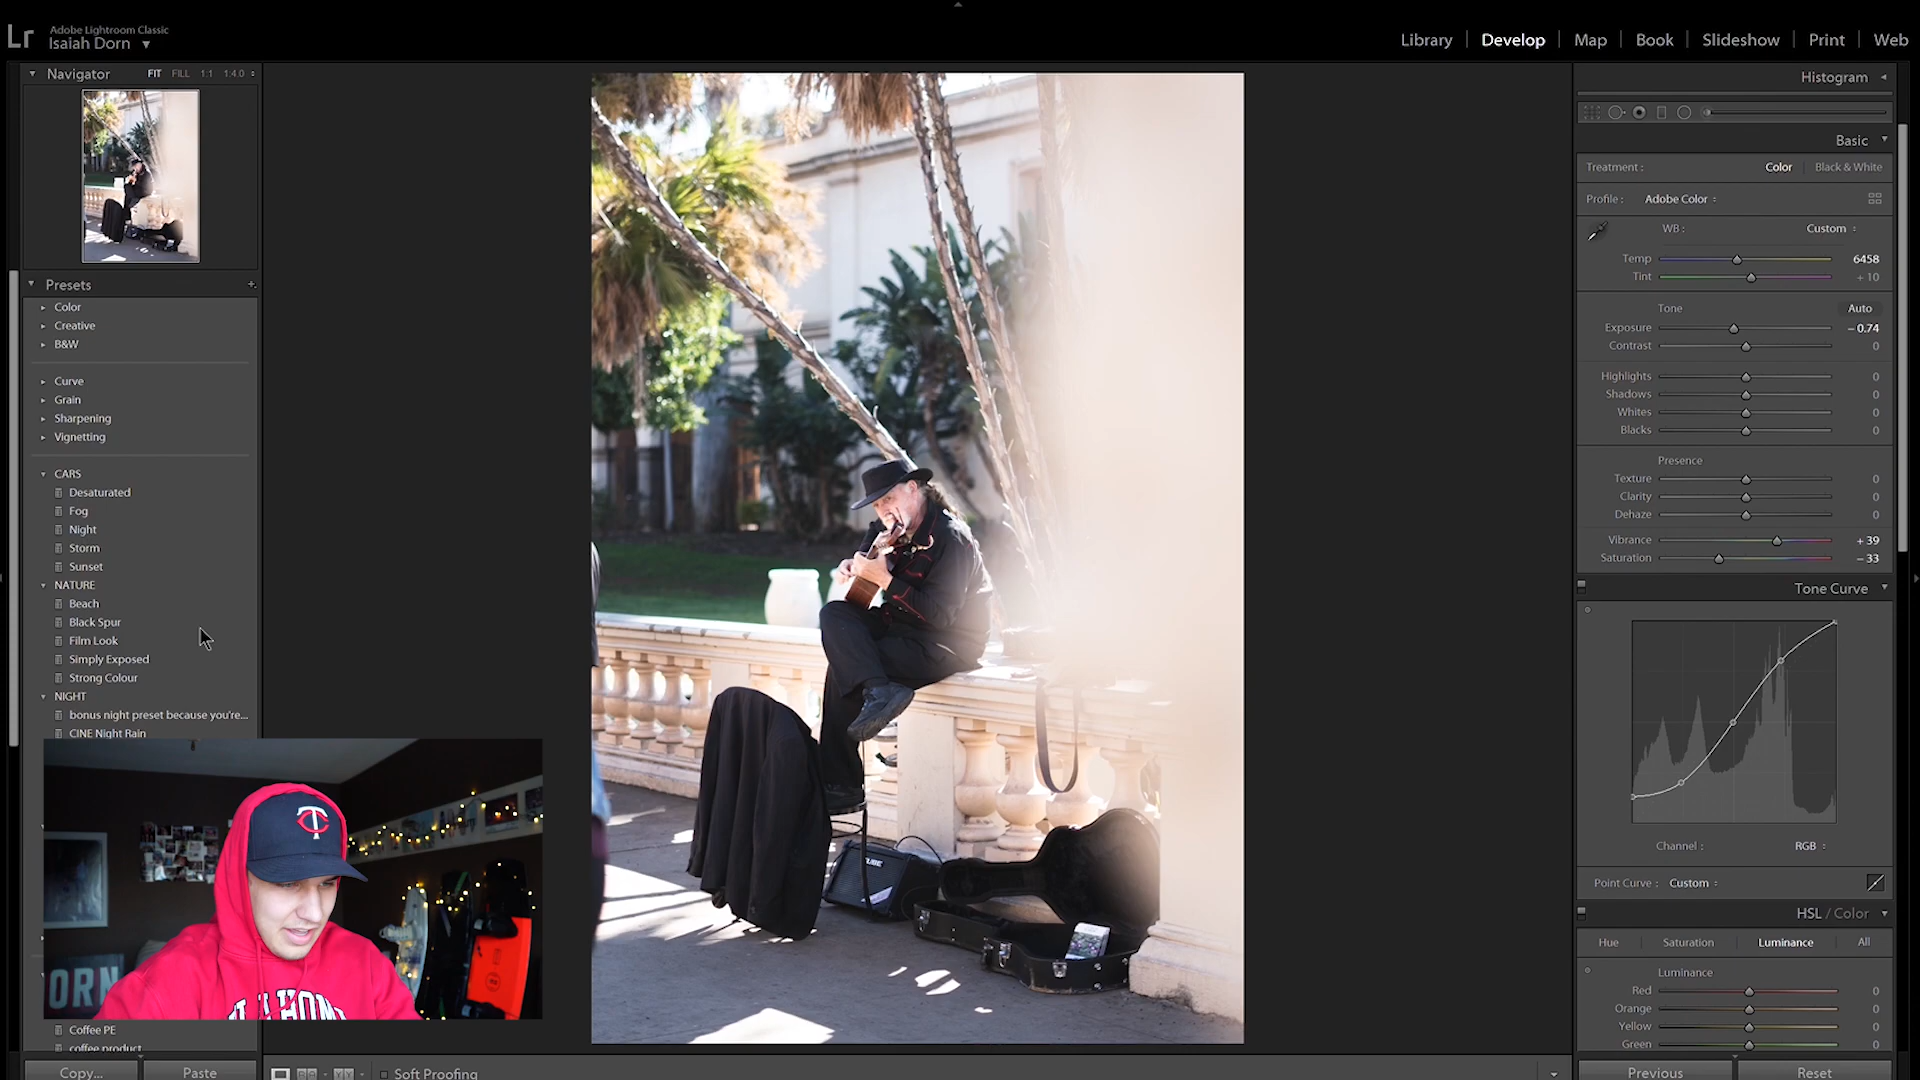 Lr
Adobe Lightroom Classic
Isaiah Dorn
Library Develop Map Book Slideshow Print Web
Navigator FIT FILL 1:1 1:4.0
Presets
Color
Creative
B&W
Curve
Grain
Sharpening
Vignetting
CARS
Desaturated
Fog
Night
Storm
Sunset
NATURE
Beach
Black Spur
Film Look
Simply Exposed
Strong Colour
NIGHT
bonus night preset because you're...
CINE Night Rain
Coffee PE
coffee product
Copy... Paste
CUBE
DORN
Soft Proofing
Histogram
Basic
Treatment : Color Black & White
Profile : Adobe Color
WB : Custom
Temp 6458
Tint + 10
Tone Auto
Exposure – 0.74
Contrast 0
Highlights 0
Shadows 0
Whites 0
Blacks 0
Presence
Texture 0
Clarity 0
Dehaze 0
Vibrance + 39
Saturation – 33
Tone Curve
Channel : RGB
Point Curve : Custom
HSL / Color
Hue Saturation Luminance All
Luminance
Red 0
Orange 0
Yellow 0
Green 0
Previous Reset